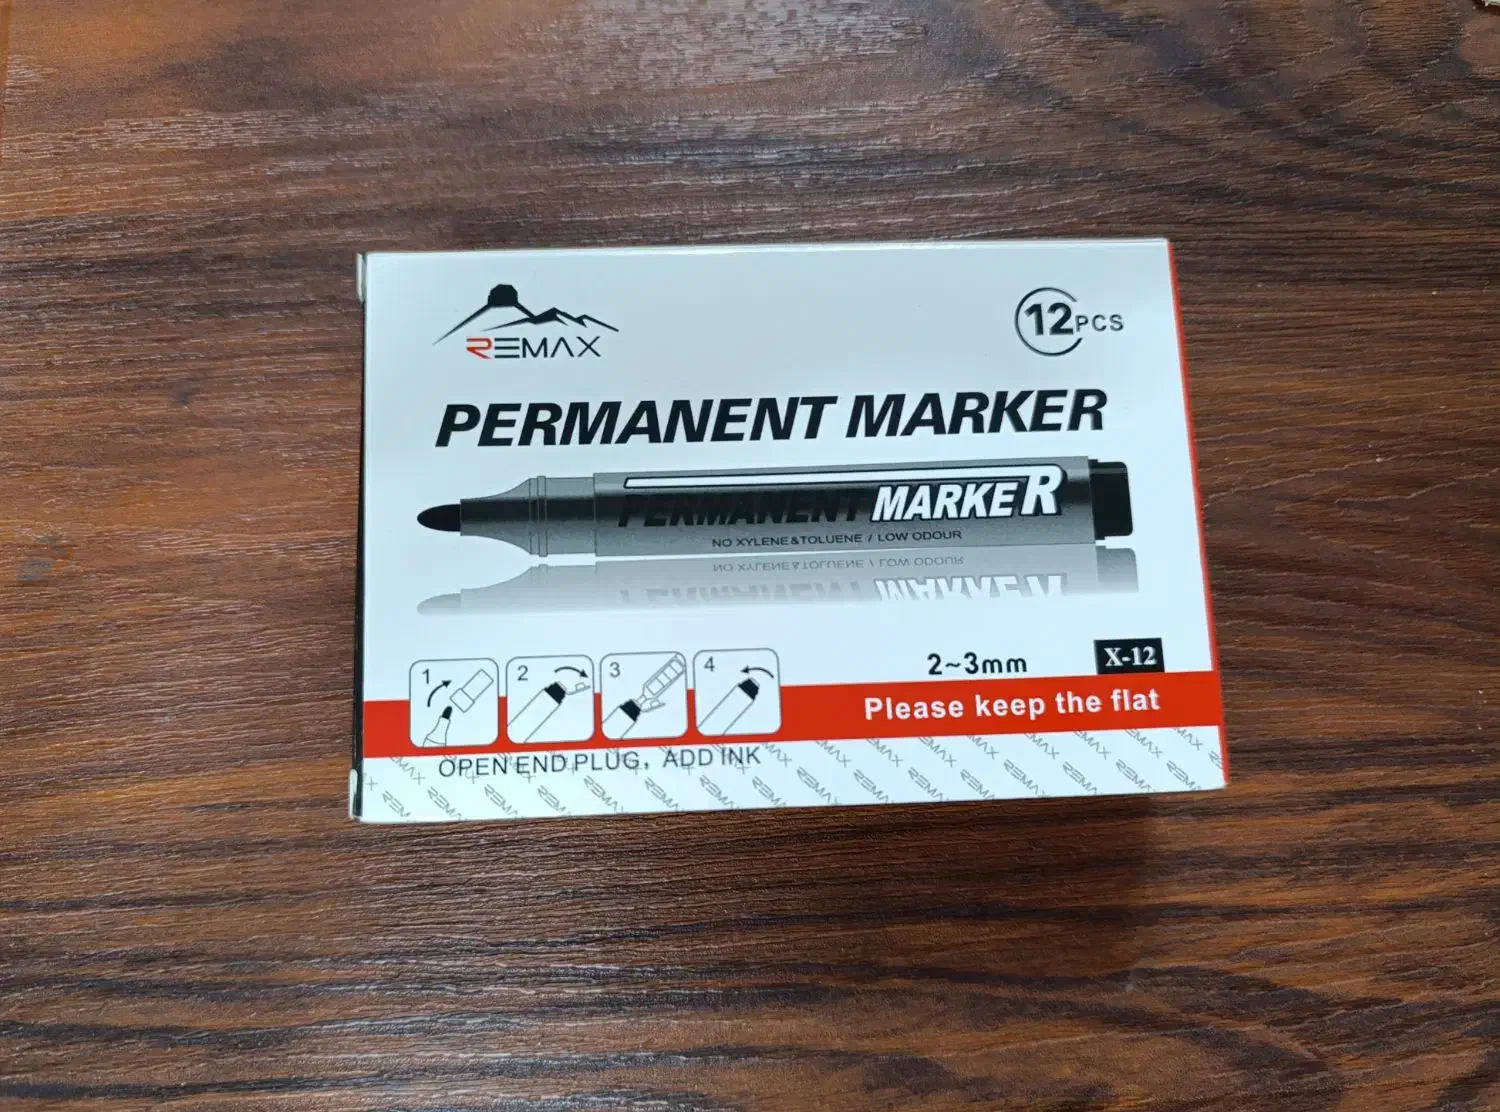 REMAX
12PCS
PERMANENT MARKER
PERMANENT MARKER
NO XYLENE&TOLUENE / LOW ODOUR
1
2
3
4
2~3mm
X-12
Please keep the flat
OPEN END PLUG, ADD INK